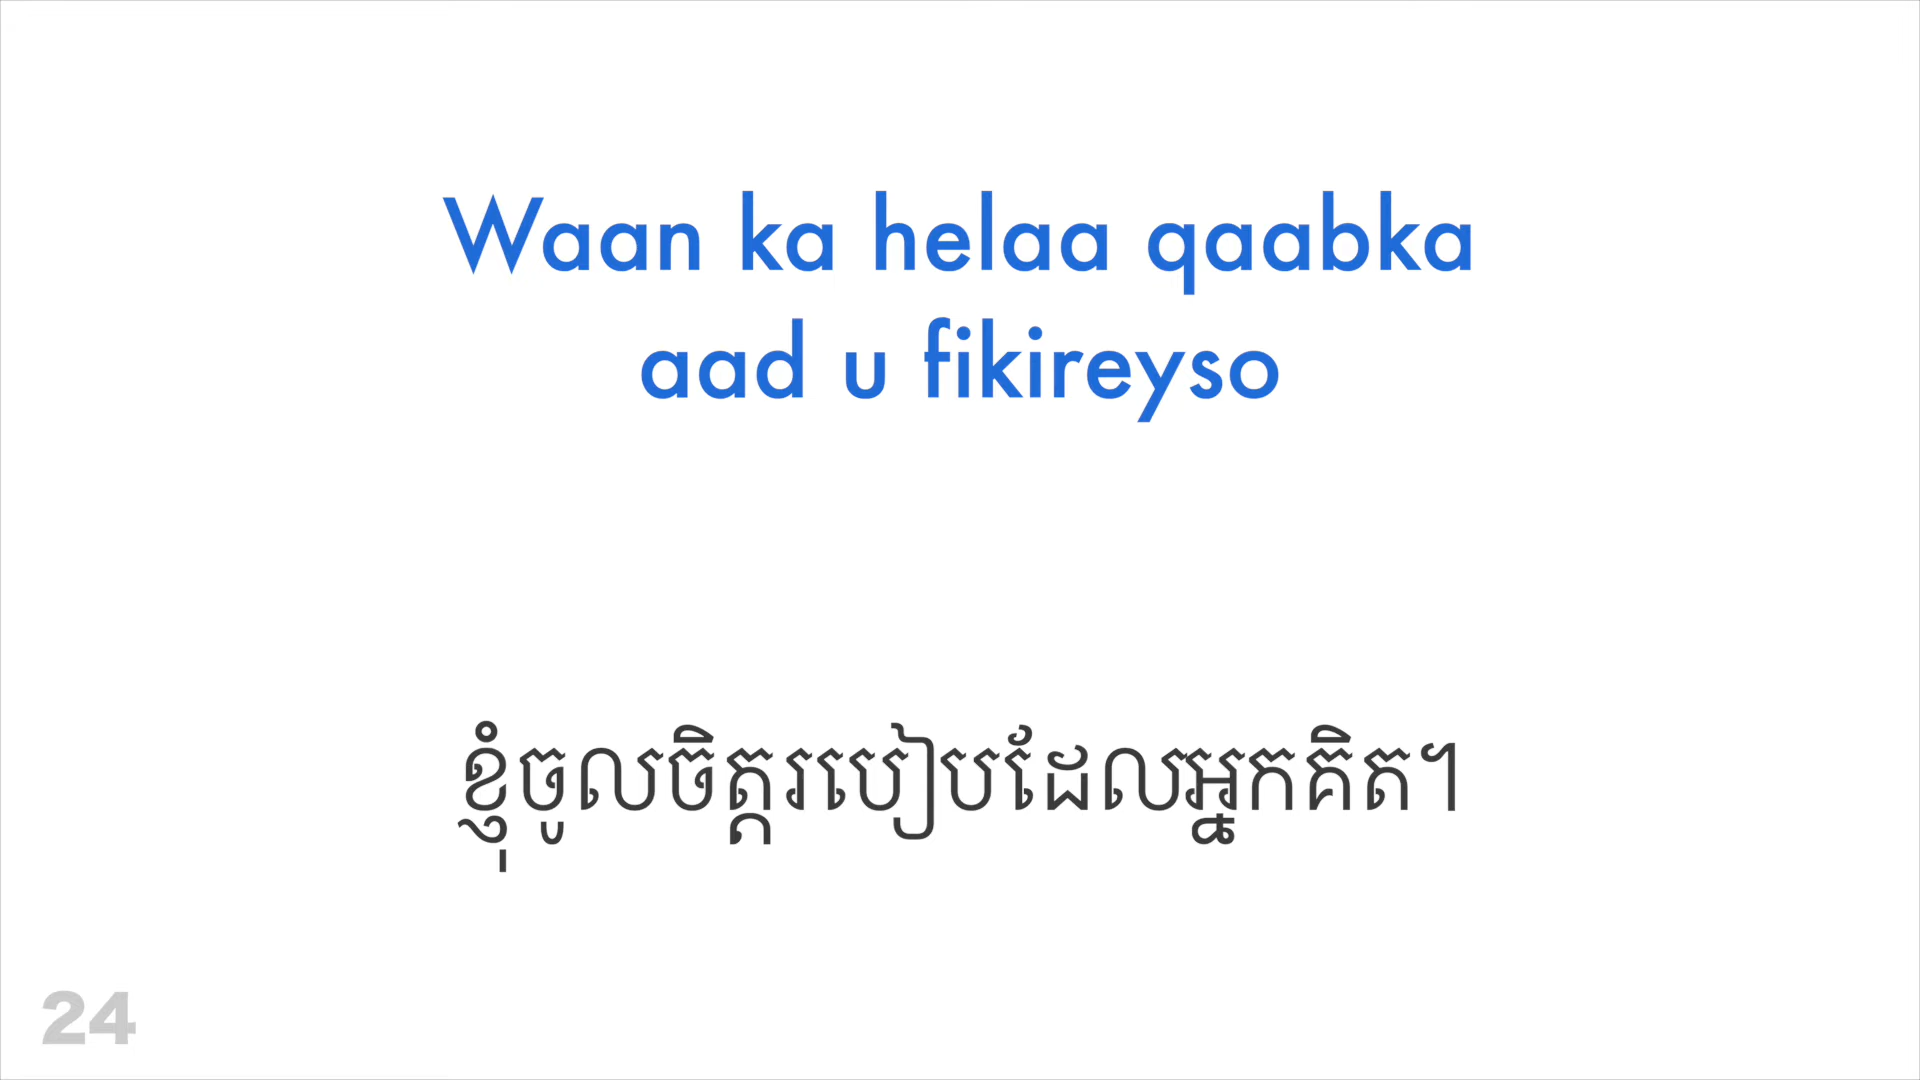 Waan ka helaa qaabka
aad u fikireyso
ខ្ញុំចូលចិត្តរបៀបដែលអ្នកគិត។
24